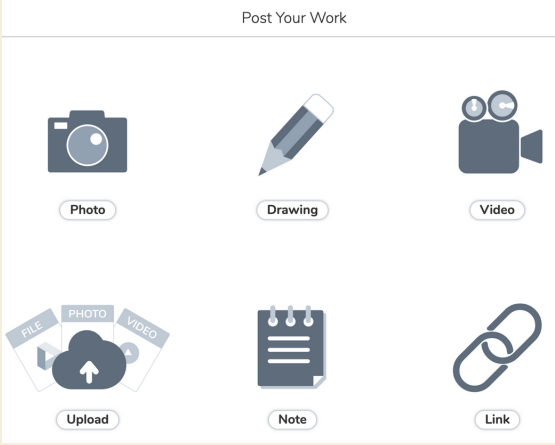 Post Your Work
Photo
Drawing
Video
FILE
PHOTO
VIDEO
Upload
Note
Link